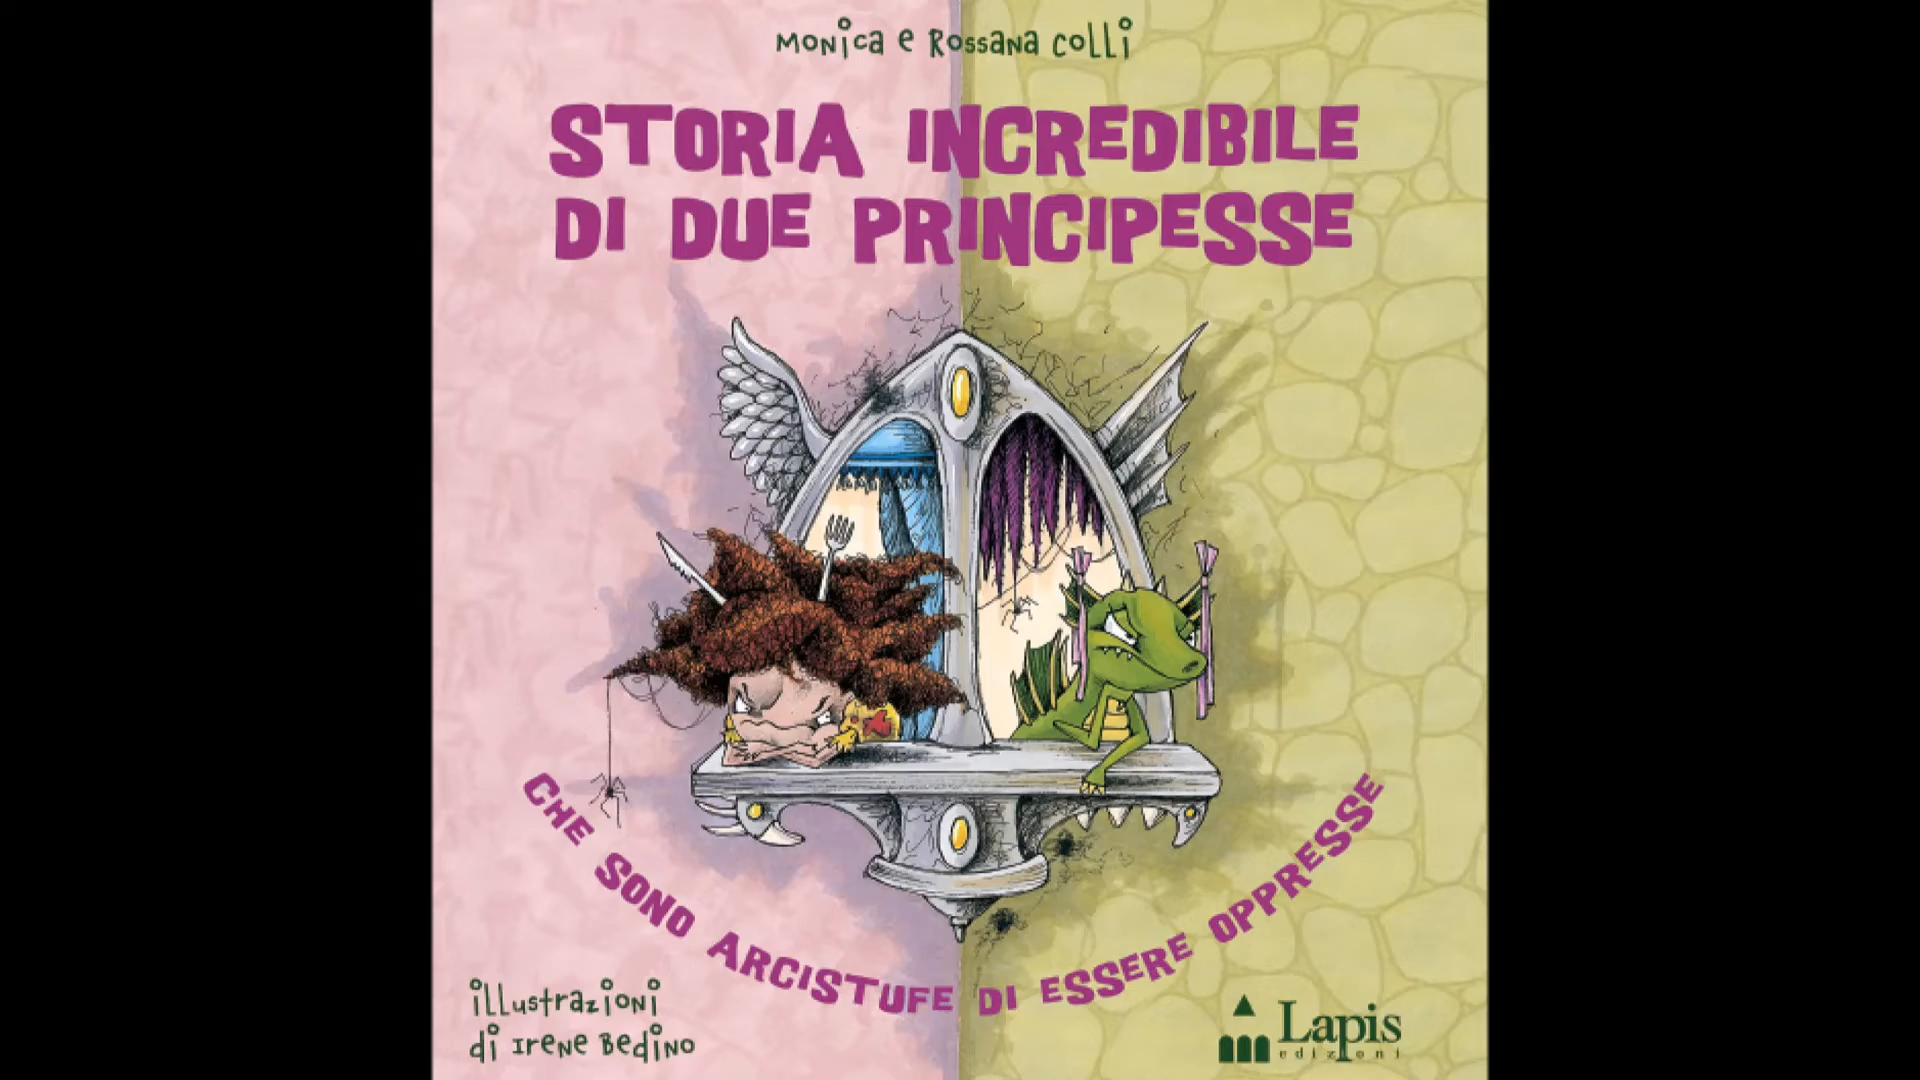 Monica e Rossana Colli
STORIA INCREDIBILE
DI DUE PRINCIPESSE
CHE SONO ARCISTUFE DI ESSERE OPPRESSE
illustrazioni
di Irene Bedino
Lapis
edizioni